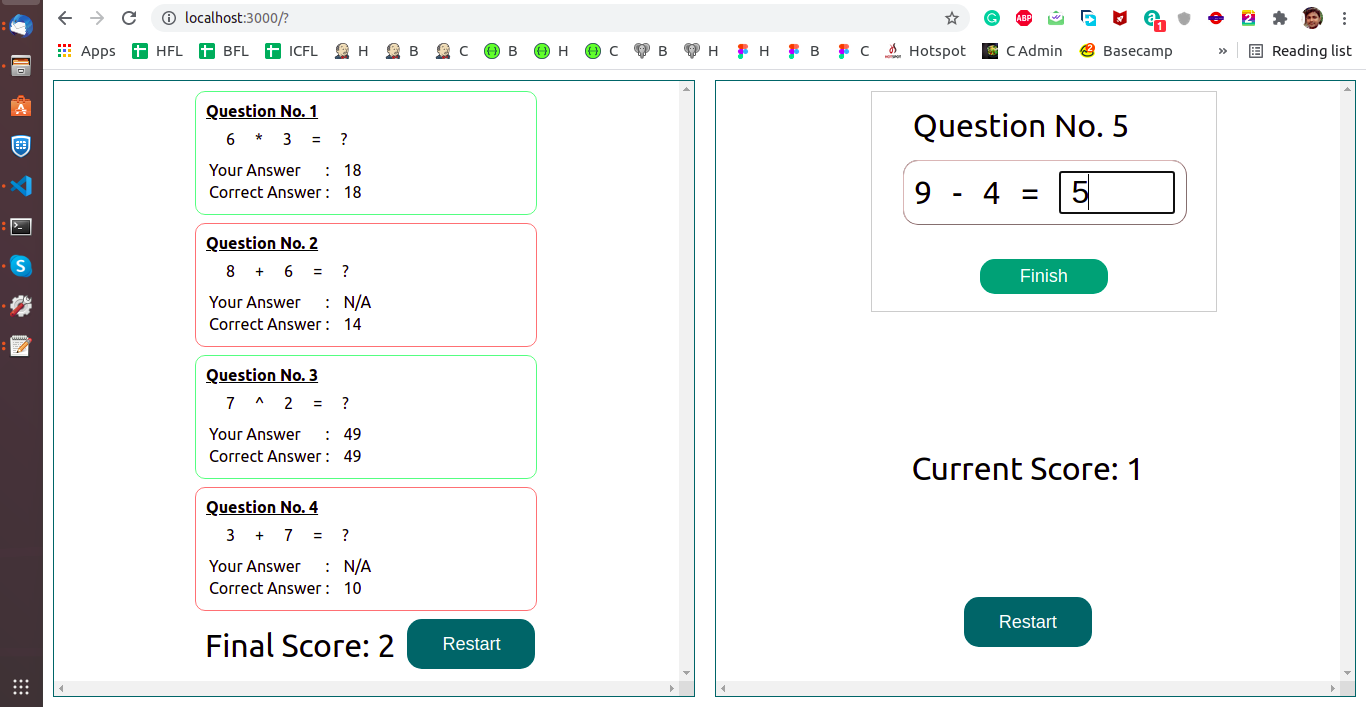 localhost:3000/?
ABP
1
2
Apps HFL BFL ICFL H B C B H C B H H B C Hotspot C Admin Basecamp » Reading list
Question No. 1
6 * 3 = ?
Your Answer : 18
Correct Answer : 18
Question No. 2
8 + 6 = ?
Your Answer : N/A
Correct Answer : 14
Question No. 3
7 ^ 2 = ?
Your Answer : 49
Correct Answer : 49
Question No. 4
3 + 7 = ?
Your Answer : N/A
Correct Answer : 10
Final Score: 2 Restart
Question No. 5
9 - 4 = 5
Finish
Current Score: 1
Restart